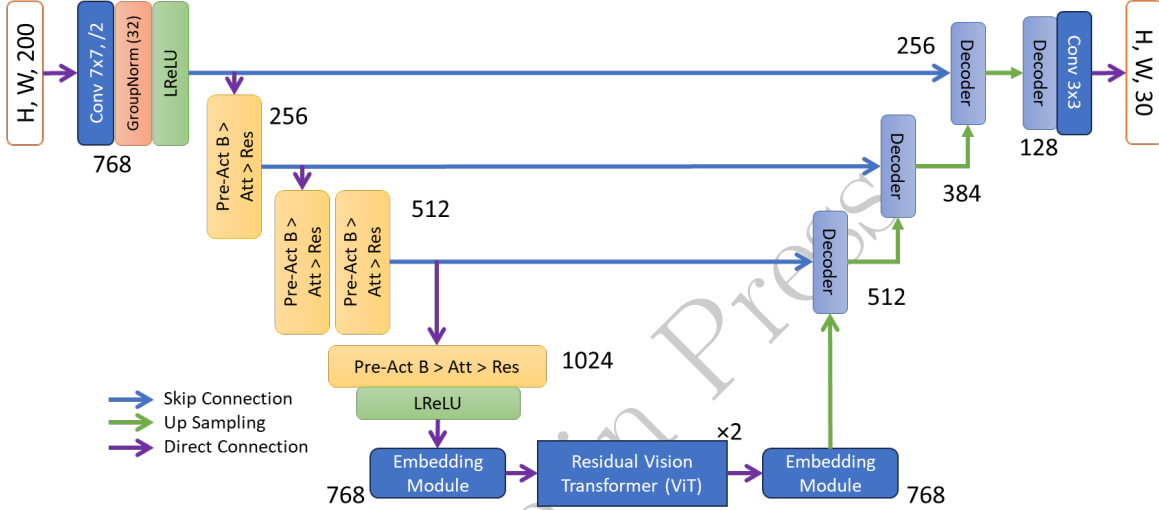 H, W, 200
Conv 7x7, /2
GroupNorm (32)
LReLU
768
Pre-Act B >
Att > Res
256
Pre-Act B >
Att > Res
Pre-Act B >
Att > Res
512
Pre-Act B > Att > Res
1024
LReLU
Embedding
Module
768
Residual Vision
Transformer (ViT)
×2
Embedding
Module
768
Decoder
512
Decoder
384
Decoder
256
Decoder
128
Conv 3x3
H, W, 30
Skip Connection
Up Sampling
Direct Connection
in Press